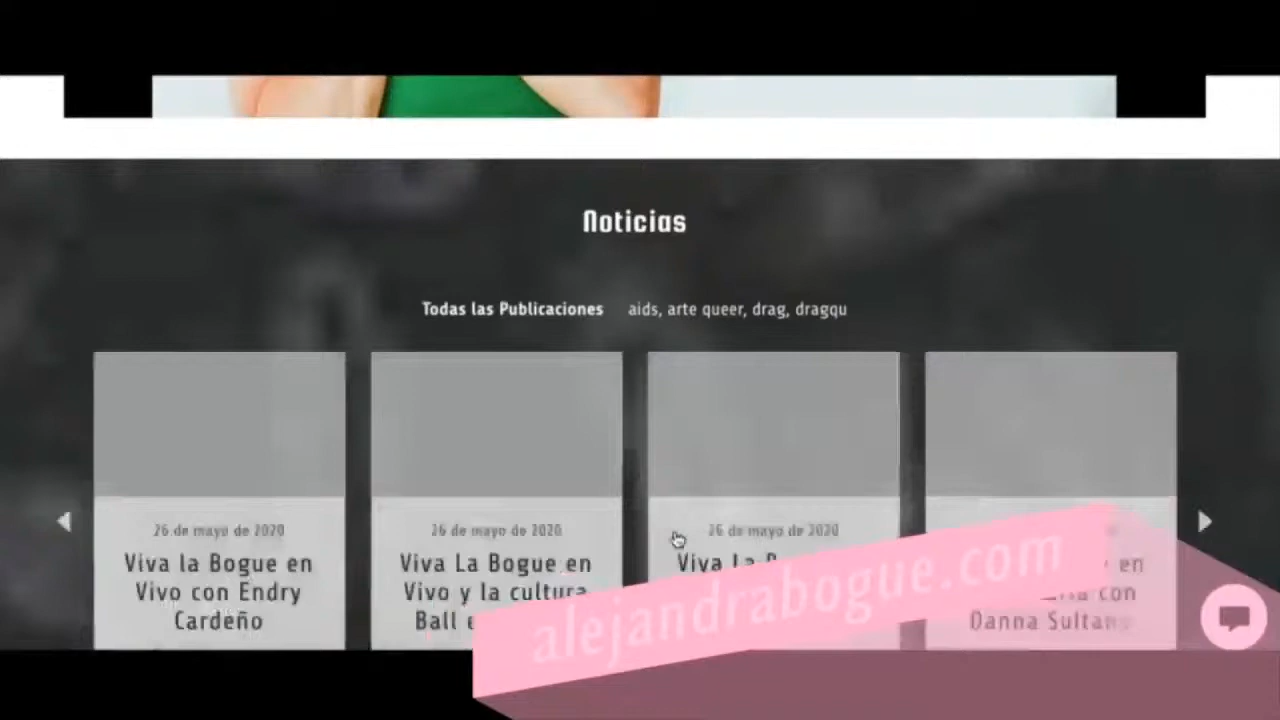 Noticias
Todas las Publicaciones aids, arte queer, drag, dragqu
26 de mayo de 2020
Viva la Bogue en
Vivo con Endry
Cardeño
26 de mayo de 2020
Viva La Bogue en
Vivo y la cultura
Ball
26 de mayo de 2020
Viva La
en
con
Danna Sultana
alejandrabogue.com